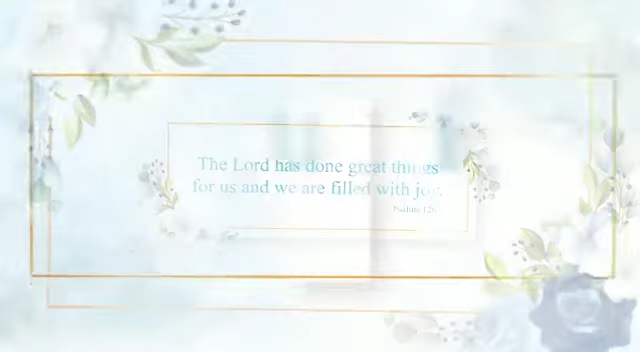 The Lord has done great things
for us and we are filled with joy.
Psalms 126